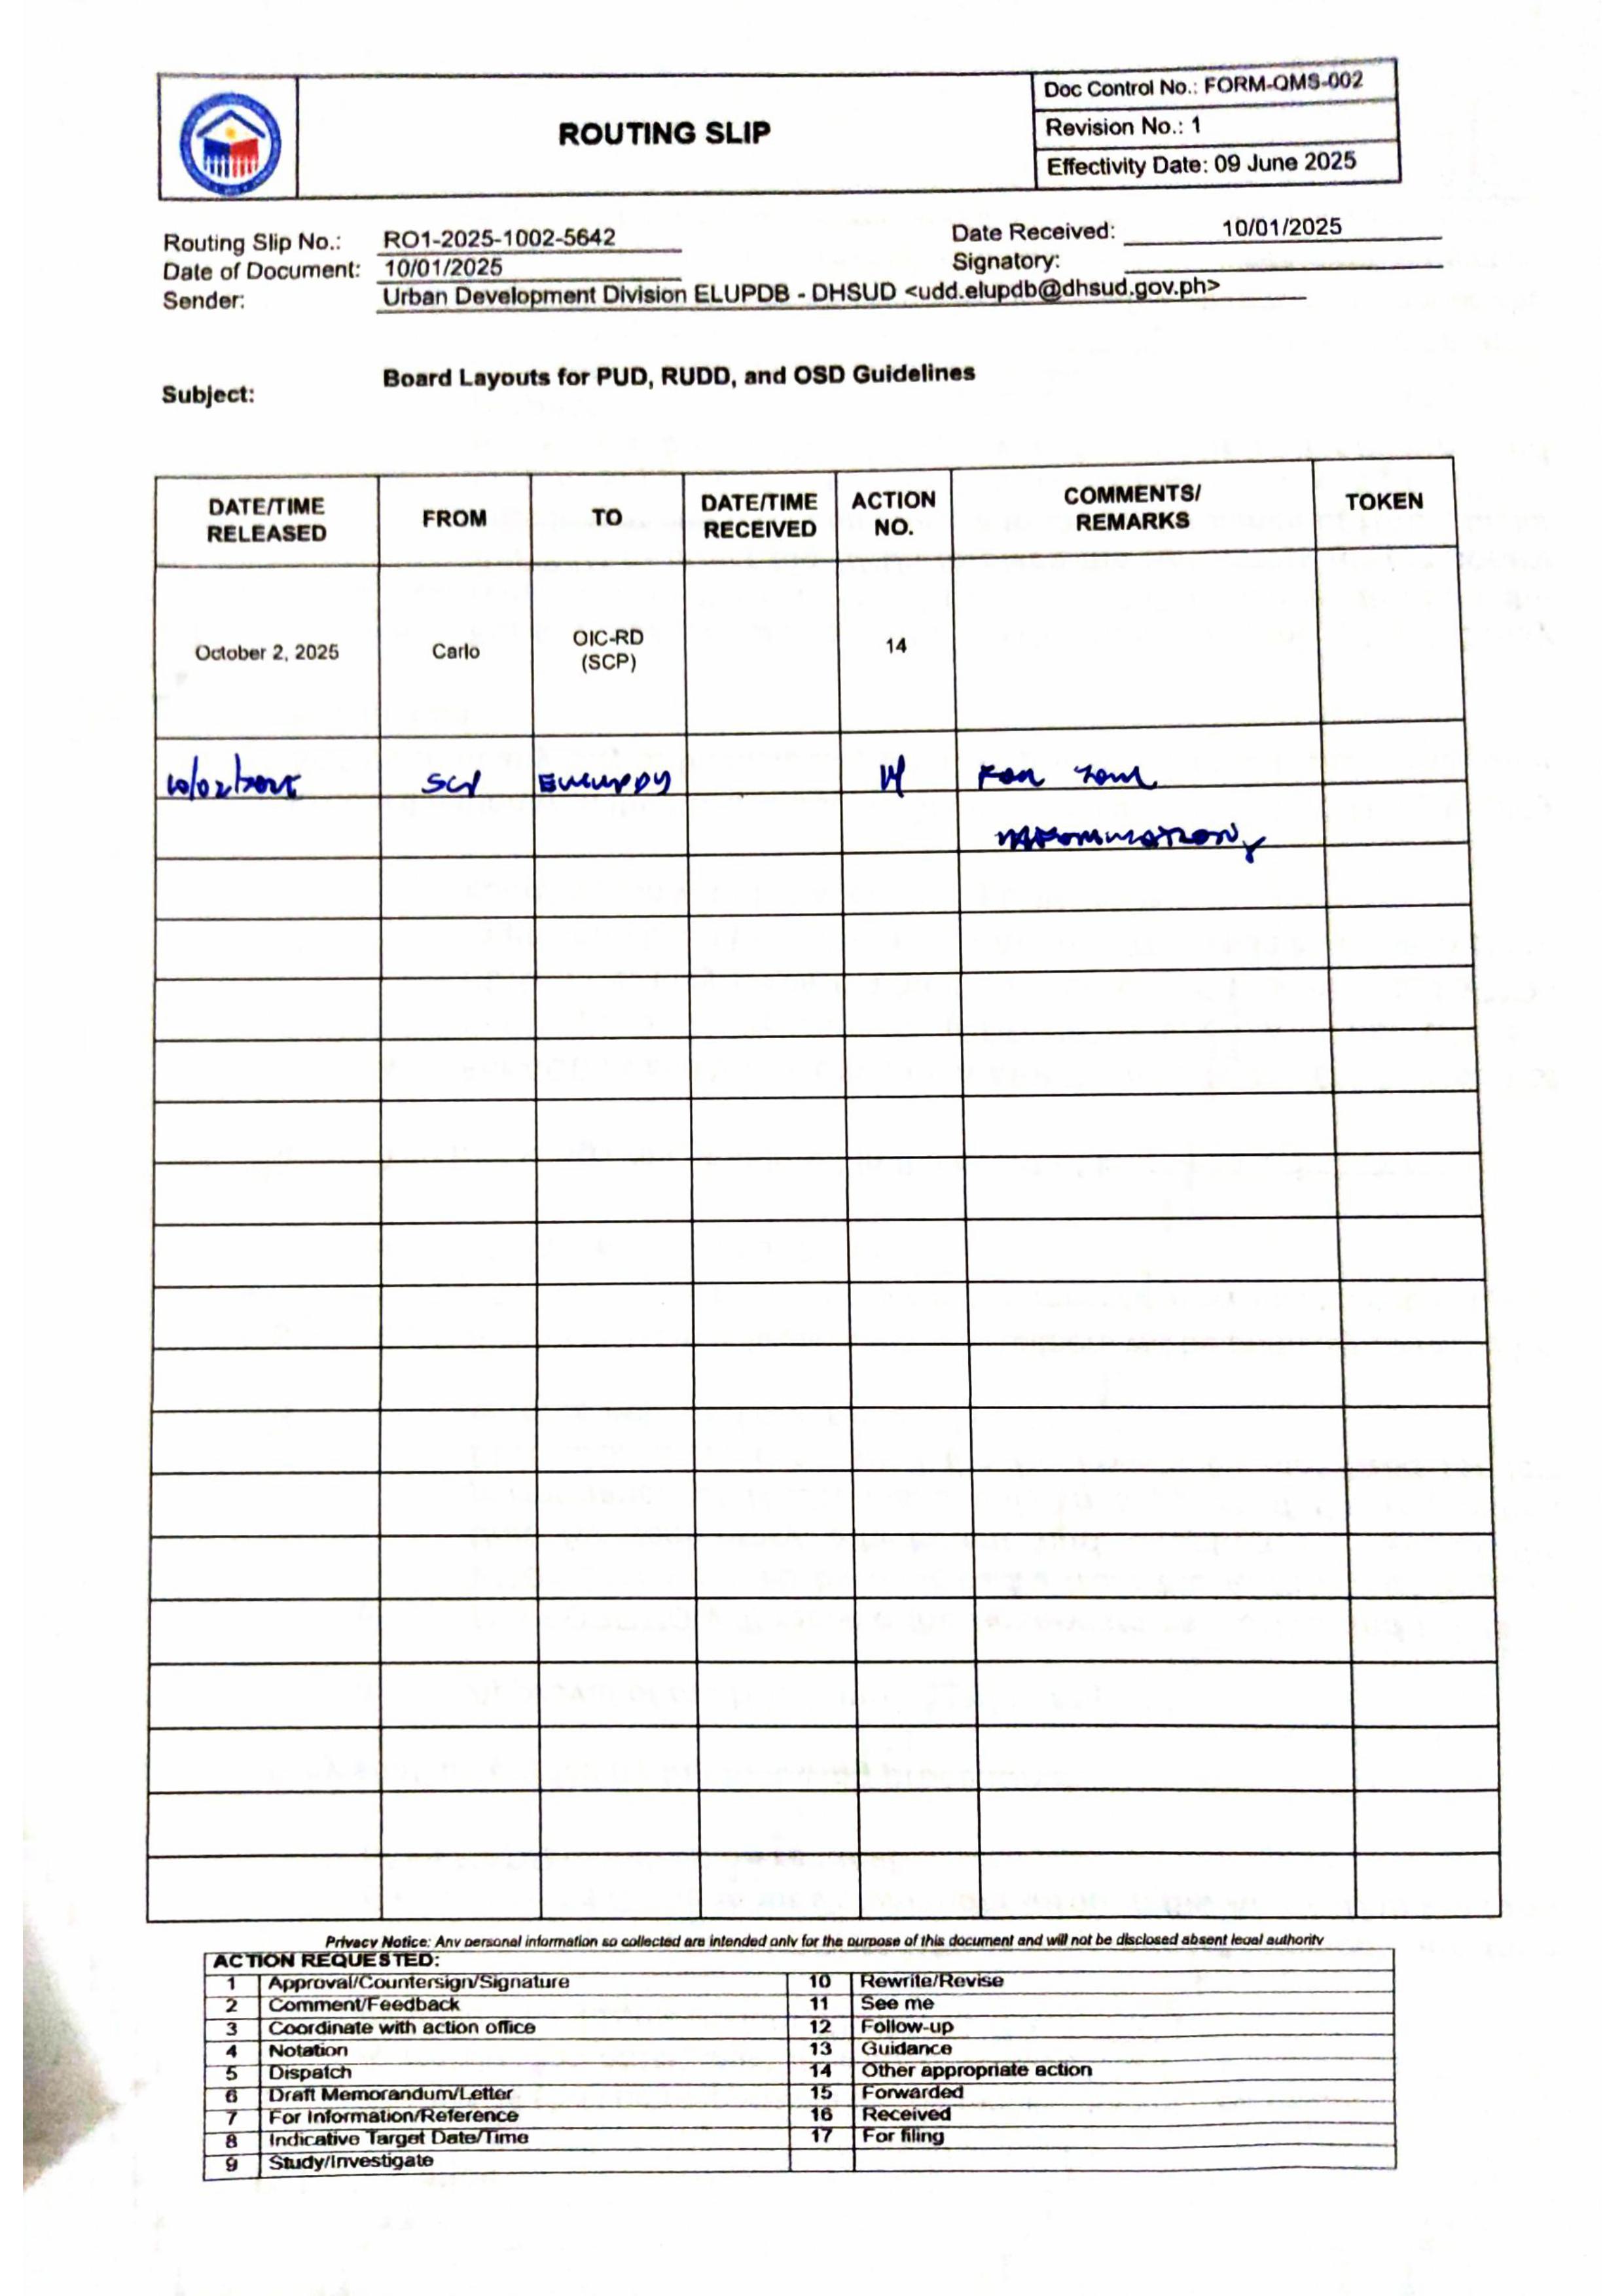 ROUTING SLIP
Doc Control No.: FORM-QMS-002
Revision No.: 1
Effectivity Date: 09 June 2025
Routing Slip No.: RO1-2025-1002-5642
Date Received: 10/01/2025
Date of Document: 10/01/2025
Signatory:
Sender: Urban Development Division ELUPDB - DHSUD <udd.elupdb@dhsud.gov.ph>
Subject: Board Layouts for PUD, RUDD, and OSD Guidelines
DATE/TIME RELEASED FROM TO DATE/TIME RECEIVED ACTION NO. COMMENTS/ REMARKS TOKEN
October 2, 2025 Carlo OIC-RD (SCP) 14
10/02/2025 SCP 14 FOR YOUR
INFORMATION
Privacy Notice: Any personal information so collected are intended only for the purpose of this document and will not be disclosed absent legal authority
ACTION REQUESTED:
1 Approval/Countersign/Signature 10 Rewrite/Revise
2 Comment/Feedback 11 See me
3 Coordinate with action office 12 Follow-up
4 Notation 13 Guidance
5 Dispatch 14 Other appropriate action
6 Draft Memorandum/Letter 15 Forwarded
7 For Information/Reference 16 Received
8 Indicative Target Date/Time 17 For filing
9 Study/Investigate